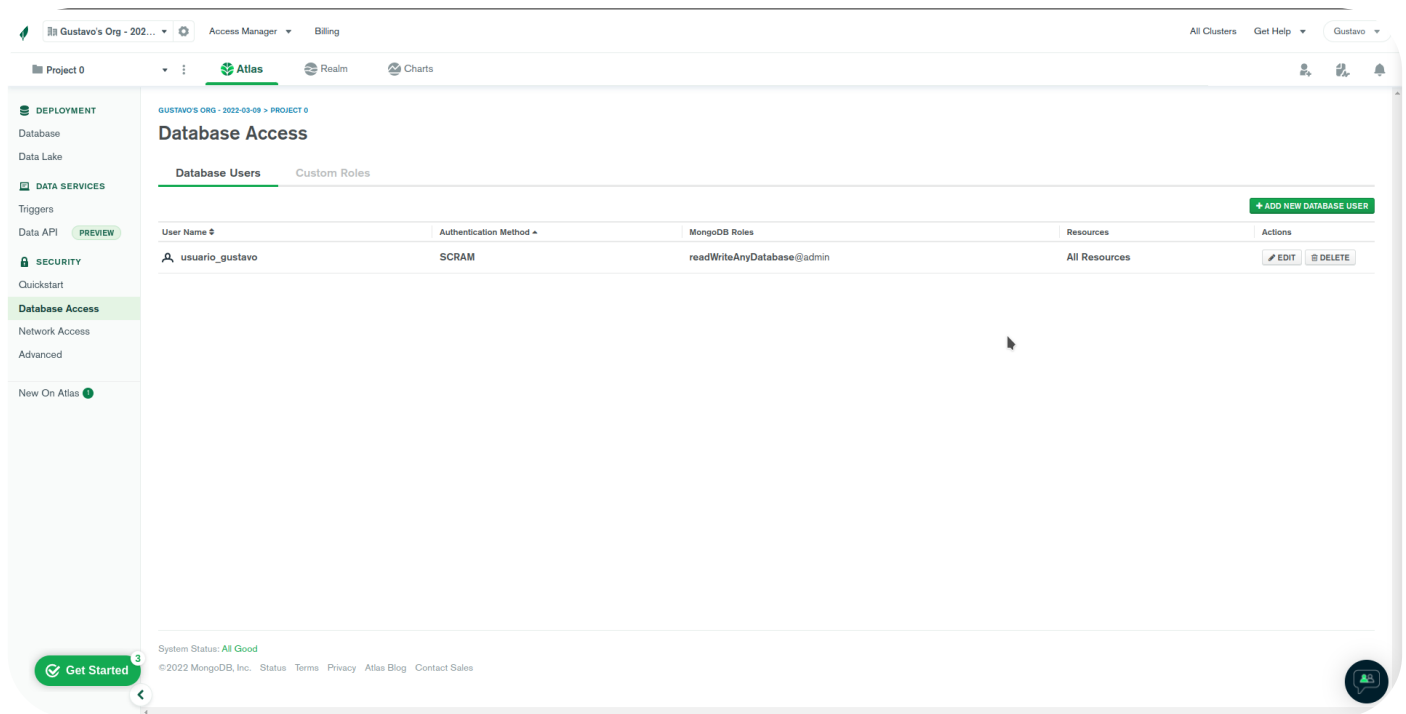 Gustavo's Org - 202... Access Manager Billing All Clusters Get Help Gustavo
Project 0 Atlas Realm Charts
DEPLOYMENT
Database
Data Lake
DATA SERVICES
Triggers
Data API PREVIEW
SECURITY
Quickstart
Database Access
Network Access
Advanced
New On Atlas 1
Get Started 3
GUSTAVO'S ORG - 2022-03-09 > PROJECT 0
Database Access
Database Users Custom Roles
+ ADD NEW DATABASE USER
User Name Authentication Method MongoDB Roles Resources Actions
usuario_gustavo SCRAM readWriteAnyDatabase@admin All Resources EDIT DELETE
System Status: All Good
©2022 MongoDB, Inc. Status Terms Privacy Atlas Blog Contact Sales